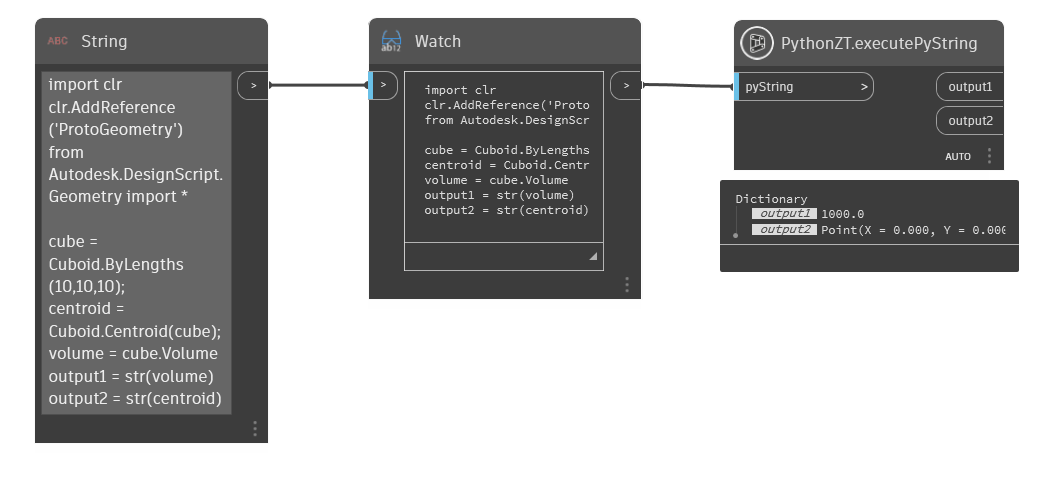 ABC String
import clr
clr.AddReference
('ProtoGeometry')
from
Autodesk.DesignScript.
Geometry import *
cube =
Cuboid.ByLengths
(10,10,10);
centroid =
Cuboid.Centroid(cube);
volume = cube.Volume
output1 = str(volume)
output2 = str(centroid)
>
ab12 Watch
>
import clr
clr.AddReference('Proto
from Autodesk.DesignScr
cube = Cuboid.ByLengths
centroid = Cuboid.Centr
volume = cube.Volume
output1 = str(volume)
output2 = str(centroid)
>
PythonZT.executePyString
pyString >
output1
output2
AUTO
Dictionary
output1 1000.0
output2 Point(X = 0.000, Y = 0.000